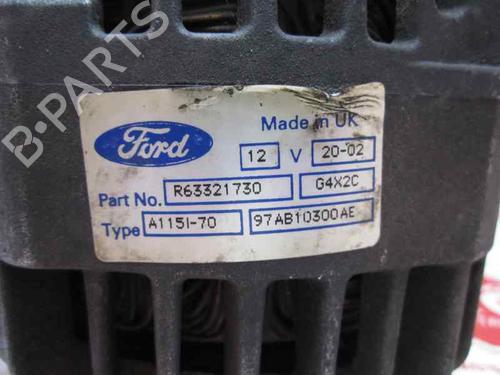 B-PARTS
Ford
Made in UK
12 V 20-02
Part No. R63321730 G4X2C
Type A115I-70 97AB10300AE